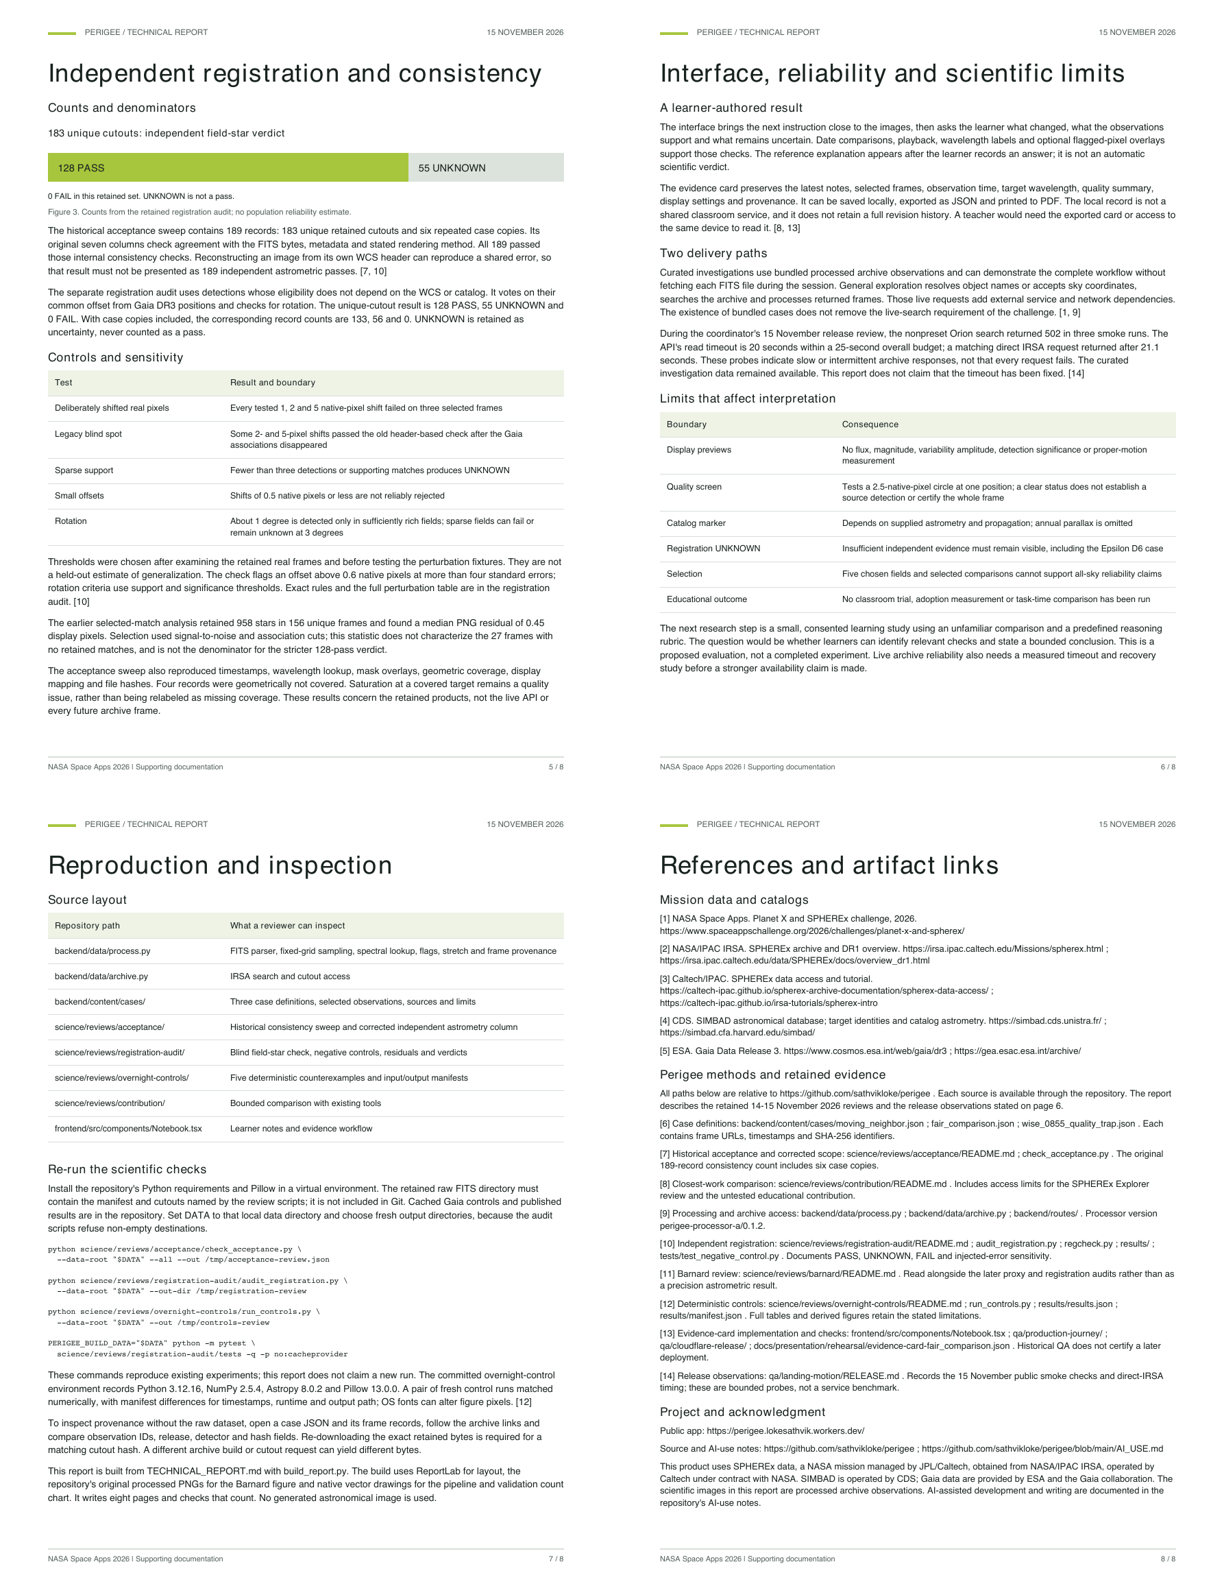 PERIGEE / TECHNICAL REPORT 15 NOVEMBER 2026
Independent registration and consistency
Counts and denominators
183 unique cutouts: independent field-star verdict
128 PASS 55 UNKNOWN
0 FAIL in this retained set. UNKNOWN is not a pass.
Figure 3. Counts from the retained registration audit; no population reliability estimate.
The historical acceptance sweep contains 189 records: 183 unique retained cutouts and six repeated case copies. Its
original seven columns check agreement with the FITS bytes, metadata and stated rendering method. All 189 passed
those internal consistency checks. Reconstructing an image from its own WCS header can reproduce a shared error, so
that result must not be presented as 189 independent astrometric passes. [7, 10]
The separate registration audit uses detections whose eligibility does not depend on the WCS or catalog. It votes on their
common offset from Gaia DR3 positions and checks for rotation. The unique-cutout result is 128 PASS, 55 UNKNOWN and
0 FAIL. With case copies included, the corresponding record counts are 133, 56 and 0. UNKNOWN is retained as
uncertainty, never counted as a pass.
Controls and sensitivity
Test Result and boundary
Deliberately shifted real pixels Every tested 1, 2 and 5 native-pixel shift failed on three selected frames
Legacy blind spot Some 2- and 5-pixel shifts passed the old header-based check after the Gaia
associations disappeared
Sparse support Fewer than three detections or supporting matches produces UNKNOWN
Small offsets Shifts of 0.5 native pixels or less are not reliably rejected
Rotation About 1 degree is detected only in sufficiently rich fields; sparse fields can fail or
remain unknown at 3 degrees
Thresholds were chosen after examining the retained real frames and before testing the perturbation fixtures. They are not
a held-out estimate of generalization. The check flags an offset above 0.6 native pixels at more than four standard errors;
rotation criteria use support and significance thresholds. Exact rules and the full perturbation table are in the registration
audit. [10]
The earlier selected-match analysis retained 958 stars in 156 unique frames and found a median PNG residual of 0.45
display pixels. Selection used signal-to-noise and association cuts; this statistic does not characterize the 27 frames with
no retained matches, and is not the denominator for the stricter 128-pass verdict.
The acceptance sweep also reproduced timestamps, wavelength lookup, mask overlays, geometric coverage, display
mapping and file hashes. Four records were geometrically not covered. Saturation at a covered target remains a quality
issue, rather than being relabeled as missing coverage. These results concern the retained products, not the live API or
every future archive frame.
NASA Space Apps 2026 | Supporting documentation 5 / 8
PERIGEE / TECHNICAL REPORT 15 NOVEMBER 2026
Interface, reliability and scientific limits
A learner-authored result
The interface brings the next instruction close to the images, then asks the learner what changed, what the observations
support and what remains uncertain. Date comparisons, playback, wavelength labels and optional flagged-pixel overlays
support those checks. The reference explanation appears after the learner records an answer; it is not an automatic
scientific verdict.
The evidence card preserves the latest notes, selected frames, observation time, target wavelength, quality summary,
display settings and provenance. It can be saved locally, exported as JSON and printed to PDF. The local record is not a
shared classroom service, and it does not retain a full revision history. A teacher would need the exported card or access to
the same device to read it. [8, 13]
Two delivery paths
Curated investigations use bundled processed archive observations and can demonstrate the complete workflow without
fetching each FITS file during the session. General exploration resolves object names or accepts sky coordinates,
searches the archive and processes returned frames. Those live requests add external service and network dependencies.
The existence of bundled cases does not remove the live-search requirement of the challenge. [1, 9]
During the coordinator's 15 November release review, the nonpreset Orion search returned 502 in three smoke runs. The
API's read timeout is 20 seconds within a 25-second overall budget; a matching direct IRSA request returned after 21.1
seconds. These probes indicate slow or intermittent archive responses, not that every request fails. The curated
investigation data remained available. This report does not claim that the timeout has been fixed. [14]
Limits that affect interpretation
Boundary Consequence
Display previews No flux, magnitude, variability amplitude, detection significance or proper-motion
measurement
Quality screen Tests a 2.5-native-pixel circle at one position; a clear status does not establish a
source detection or certify the whole frame
Catalog marker Depends on supplied astrometry and propagation; annual parallax is omitted
Registration UNKNOWN Insufficient independent evidence must remain visible, including the Epsilon D6 case
Selection Five chosen fields and selected comparisons cannot support all-sky reliability claims
Educational outcome No classroom trial, adoption measurement or task-time comparison has been run
The next research step is a small, consented learning study using an unfamiliar comparison and a predefined reasoning
rubric. The question would be whether learners can identify relevant checks and state a bounded conclusion. This is a
proposed evaluation, not a completed experiment. Live archive reliability also needs a measured timeout and recovery
study before a stronger availability claim is made.
NASA Space Apps 2026 | Supporting documentation 6 / 8
PERIGEE / TECHNICAL REPORT 15 NOVEMBER 2026
Reproduction and inspection
Source layout
Repository path What a reviewer can inspect
backend/data/process.py FITS parser, fixed-grid sampling, spectral lookup, flags, stretch and frame provenance
backend/data/archive.py IRSA search and cutout access
backend/content/cases/ Three case definitions, selected observations, sources and limits
science/reviews/acceptance/ Historical consistency sweep and corrected independent astrometry column
science/reviews/registration-audit/ Blind field-star check, negative controls, residuals and verdicts
science/reviews/overnight-controls/ Five deterministic counterexamples and input/output manifests
science/reviews/contribution/ Bounded comparison with existing tools
frontend/src/components/Notebook.tsx Learner notes and evidence workflow
Re-run the scientific checks
Install the repository's Python requirements and Pillow in a virtual environment. The retained raw FITS directory must
contain the manifest and cutouts named by the review scripts; it is not included in Git. Cached Gaia controls and published
results are in the repository. Set DATA to that local data directory and choose fresh output directories, because the audit
scripts refuse non-empty destinations.
python science/reviews/acceptance/check_acceptance.py \
--data-root "$DATA" --all --out /tmp/acceptance-review.json
python science/reviews/registration-audit/audit_registration.py \
--data-root "$DATA" --out-dir /tmp/registration-review
python science/reviews/overnight-controls/run_controls.py \
--data-root "$DATA" --out /tmp/controls-review
PERIGEE_BUILD_DATA="$DATA" python -m pytest \
science/reviews/registration-audit/tests -q -p no:cacheprovider
These commands reproduce existing experiments; this report does not claim a new run. The committed overnight-control
environment records Python 3.12.16, NumPy 2.5.4, Astropy 8.0.2 and Pillow 13.0.0. A pair of fresh control runs matched
numerically, with manifest differences for timestamps, runtime and output path; OS fonts can alter figure pixels. [12]
To inspect provenance without the raw dataset, open a case JSON and its frame records, follow the archive links and
compare observation IDs, release, detector and hash fields. Re-downloading the exact retained bytes is required for a
matching cutout hash. A different archive build or cutout request can yield different bytes.
This report is built from TECHNICAL_REPORT.md with build_report.py. The build uses ReportLab for layout, the
repository's original processed PNGs for the Barnard figure and native vector drawings for the pipeline and validation count
chart. It writes eight pages and checks that count. No generated astronomical image is used.
NASA Space Apps 2026 | Supporting documentation 7 / 8
PERIGEE / TECHNICAL REPORT 15 NOVEMBER 2026
References and artifact links
Mission data and catalogs
[1] NASA Space Apps. Planet X and SPHEREx challenge, 2026.
https://www.spaceappschallenge.org/2026/challenges/planet-x-and-spherex/
[2] NASA/IPAC IRSA. SPHEREx archive and DR1 overview. https://irsa.ipac.caltech.edu/Missions/spherex.html ;
https://irsa.ipac.caltech.edu/data/SPHEREx/docs/overview_dr1.html
[3] Caltech/IPAC. SPHEREx data access and tutorial.
https://caltech-ipac.github.io/spherex-archive-documentation/spherex-data-access/ ;
https://caltech-ipac.github.io/irsa-tutorials/spherex-intro
[4] CDS. SIMBAD astronomical database; target identities and catalog astrometry. https://simbad.cds.unistra.fr/ ;
https://simbad.cfa.harvard.edu/simbad/
[5] ESA. Gaia Data Release 3. https://www.cosmos.esa.int/web/gaia/dr3 ; https://gea.esac.esa.int/archive/
Perigee methods and retained evidence
All paths below are relative to https://github.com/sathvikloke/perigee . Each source is available through the repository. The report
describes the retained 14-15 November 2026 reviews and the release observations stated on page 6.
[6] Case definitions: backend/content/cases/moving_neighbor.json ; fair_comparison.json ; wise_0855_quality_trap.json . Each
contains frame URLs, timestamps and SHA-256 identifiers.
[7] Historical acceptance and corrected scope: science/reviews/acceptance/README.md ; check_acceptance.py . The original
189-record consistency count includes six case copies.
[8] Closest-work comparison: science/reviews/contribution/README.md . Includes access limits for the SPHEREx Explorer
review and the untested educational contribution.
[9] Processing and archive access: backend/data/process.py ; backend/data/archive.py ; backend/routes/ . Processor version
perigee-processor-a/0.1.2.
[10] Independent registration: science/reviews/registration-audit/README.md ; audit_registration.py ; regcheck.py ; results/ ;
tests/test_negative_control.py . Documents PASS, UNKNOWN, FAIL and injected-error sensitivity.
[11] Barnard review: science/reviews/barnard/README.md . Read alongside the later proxy and registration audits rather than as
a precision astrometric result.
[12] Deterministic controls: science/reviews/overnight-controls/README.md ; run_controls.py ; results/results.json ;
results/manifest.json . Full tables and derived figures retain the stated limitations.
[13] Evidence-card implementation and checks: frontend/src/components/Notebook.tsx ; qa/production-journey/ ;
qa/cloudflare-release/ ; docs/presentation/rehearsal/evidence-card-fair_comparison.json . Historical QA does not certify a later
deployment.
[14] Release observations: qa/landing-motion/RELEASE.md . Records the 15 November public smoke checks and direct-IRSA
timing; these are bounded probes, not a service benchmark.
Project and acknowledgment
Public app: https://perigee.lokesathvik.workers.dev/
Source and AI-use notes: https://github.com/sathvikloke/perigee ; https://github.com/sathvikloke/perigee/blob/main/AI_USE.md
This product uses SPHEREx data, a NASA mission managed by JPL/Caltech, obtained from NASA/IPAC IRSA, operated by
Caltech under contract with NASA. SIMBAD is operated by CDS; Gaia data are provided by ESA and the Gaia collaboration. The
scientific images in this report are processed archive observations. AI-assisted development and writing are documented in the
repository's AI-use notes.
NASA Space Apps 2026 | Supporting documentation 8 / 8